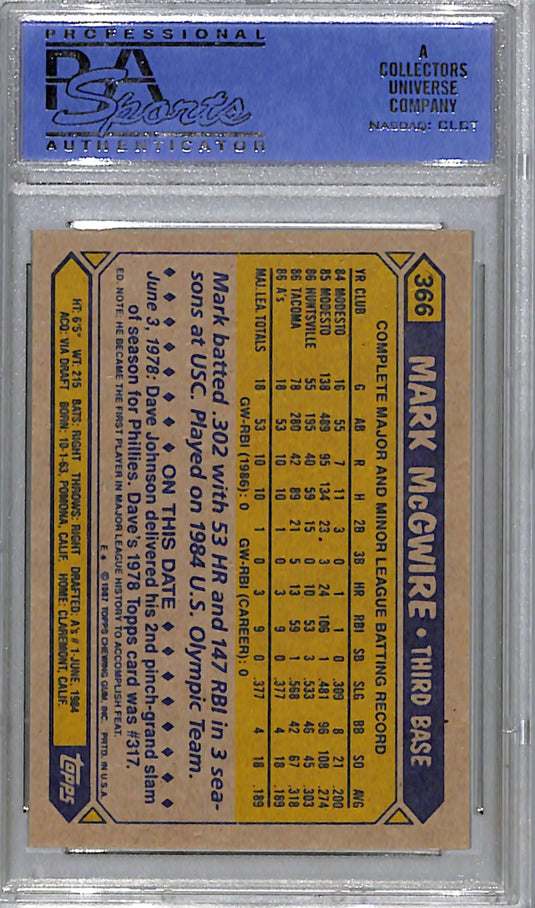 PROFESSIONAL
PSA
Sports
AUTHENTICATOR
A
COLLECTORS
UNIVERSE
COMPANY
NASDAQ: CLCT
366
MARK McGWIRE • THIRD BASE
COMPLETE MAJOR AND MINOR LEAGUE BATTING RECORD
YR CLUB G AB R H 2B 3B HR RBI SB SLG BB SO AVG
84 MODESTO 16 55 7 11 3 0 1 1 0 .309 8 21 .200
85 MODESTO 138 489 95 134 23 3 24 106 1 .481 96 108 .274
86 HUNTSVILLE 55 195 40 59 15 0 10 53 3 .533 46 45 .303
86 TACOMA 78 280 42 89 21 5 13 59 1 .568 42 67 .318
86 A's 18 53 10 10 1 0 3 9 0 .377 4 18 .189
MAJ. LEA. TOTALS 18 53 10 10 1 0 3 9 0 .377 4 18 .189
GW-RBI (1986): 0 GW-RBI (CAREER): 0
Mark batted .302 with 53 HR and 147 RBI in 3 sea-
sons at USC. Played on 1984 U.S. Olympic Team.
ON THIS DATE
June 3, 1978: Dave Johnson delivered his 2nd pinch-grand slam
of season for Phillies. Dave's 1978 Topps card was #317.
ED. NOTE: HE BECAME THE FIRST PLAYER IN MAJOR LEAGUE HISTORY TO ACCOMPLISH FEAT.
E * © 1987 TOPPS CHEWING GUM, INC. PRTD. IN U.S.A.
HT: 6'5" WT: 215 BATS: RIGHT THROWS: RIGHT DRAFTED: A's #1-JUNE, 1984
ACQ: VIA DRAFT BORN: 10-1-63, POMONA, CALIF. HOME: CLAREMONT, CALIF.
topps